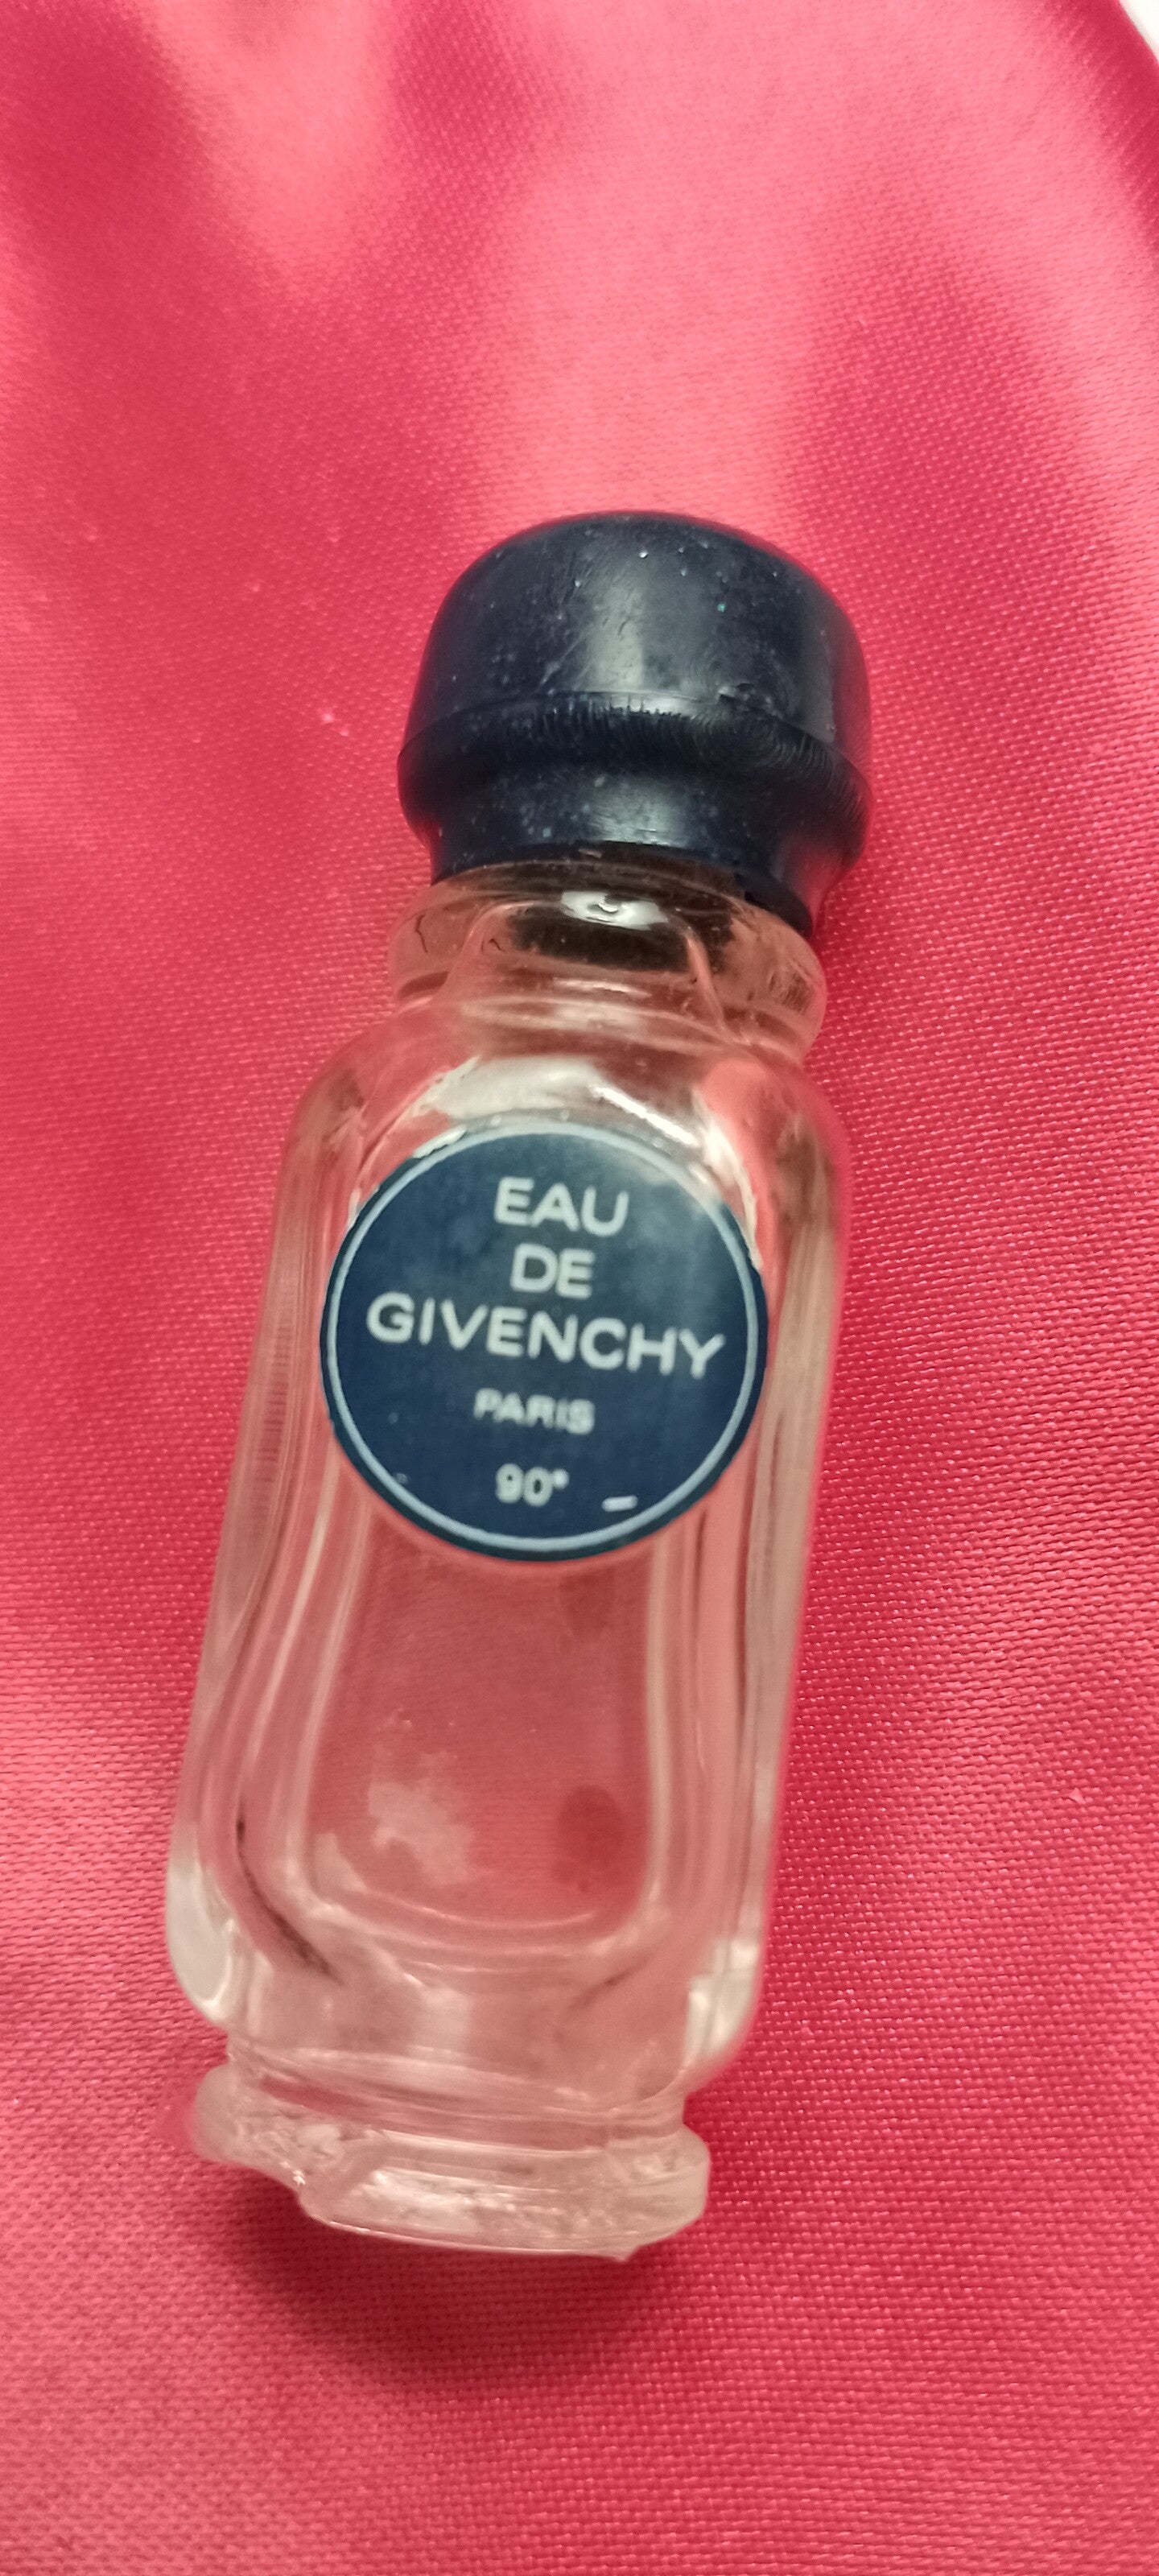 EAU
DE
GIVENCHY
PARIS
90°